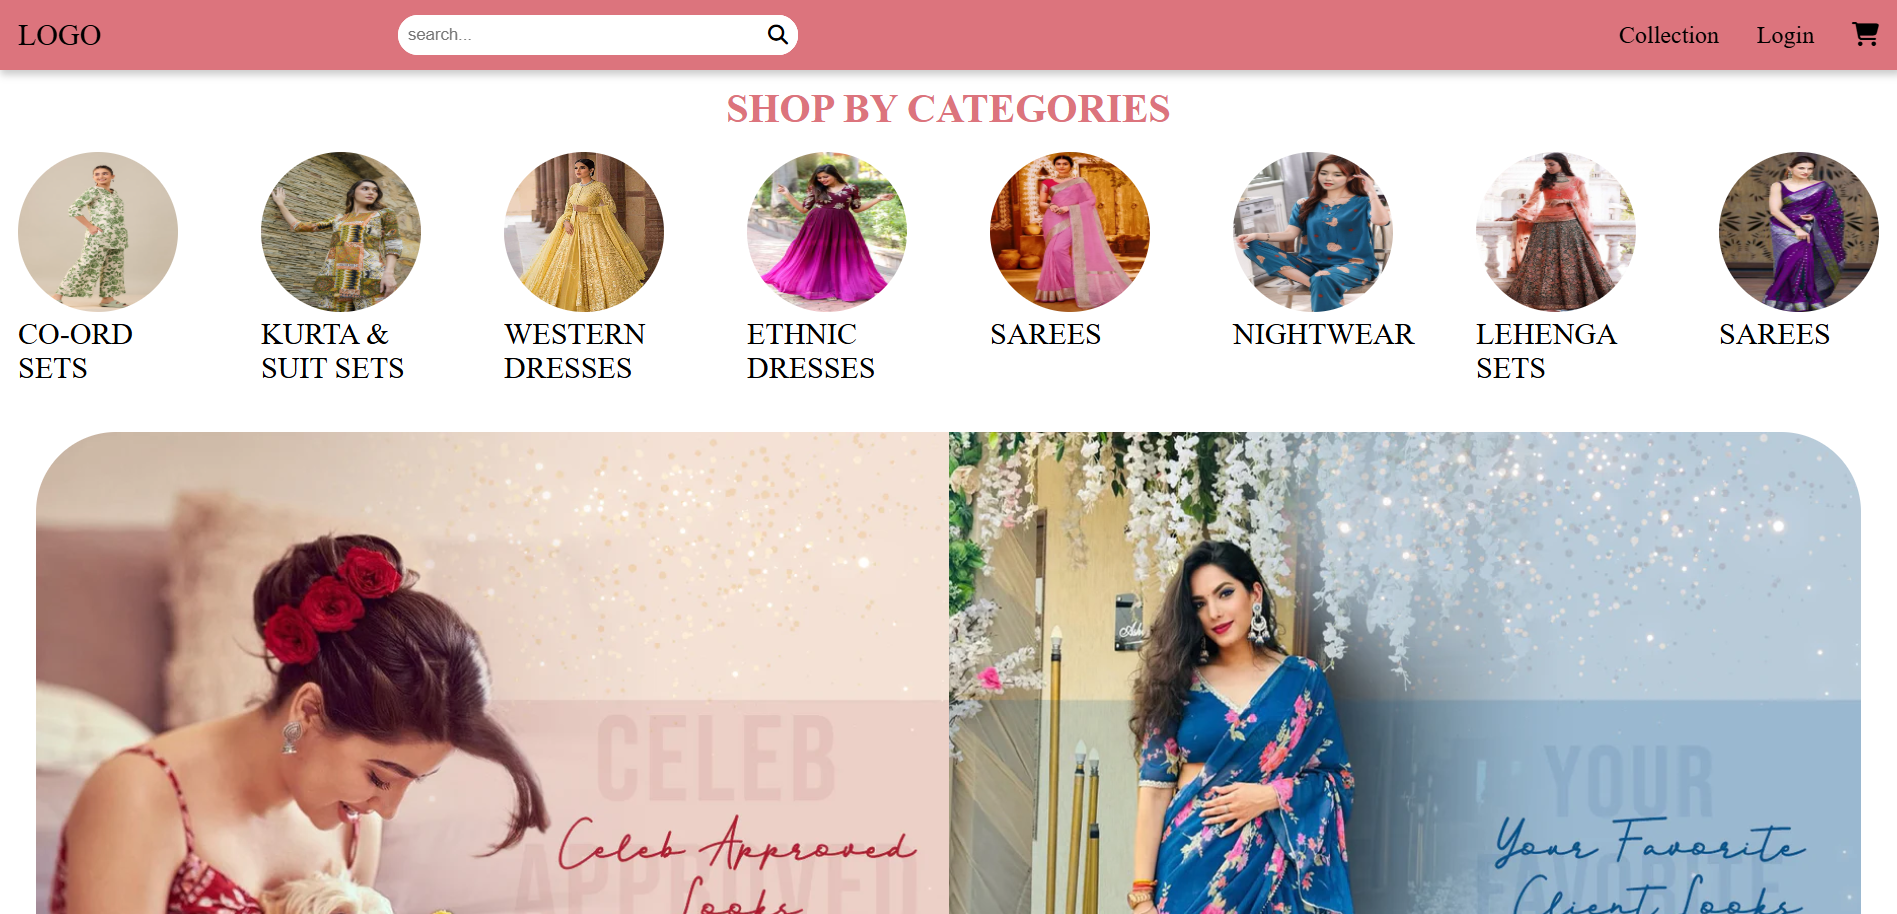 LOGO
search...
Collection
Login
SHOP BY CATEGORIES
CO-ORD
SETS
KURTA &
SUIT SETS
WESTERN
DRESSES
ETHNIC
DRESSES
SAREES
NIGHTWEAR
LEHENGA
SETS
SAREES
CELEB
APPROVED
Celeb Approved
Looks
YOUR
FAVORITE
Your Favorite
Client Looks